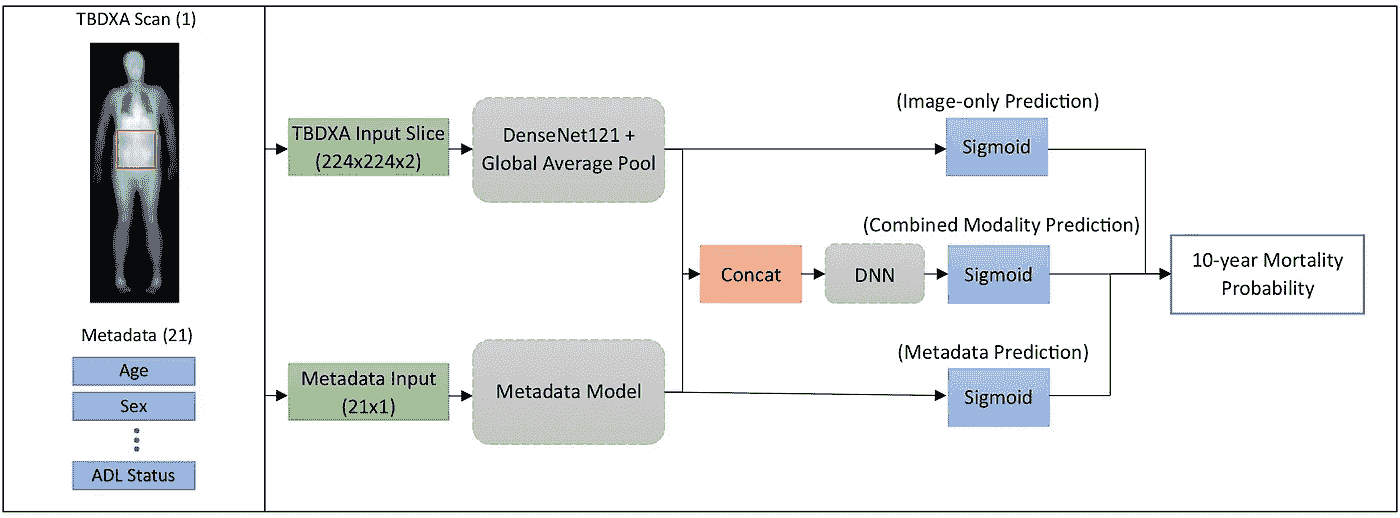 TBDXA Scan (1)
Metadada (21)
Age
Sex
ADL Status
TBDXA Input Slice
(224x224x2)
DenseNet121 +
Global Average Pool
(Image-only Prediction)
Sigmoid
(Combined Modality Prediction)
Concat
DNN
Sigmoid
10-year Mortality
Probability
Metadata Input
(21x1)
Metadata Model
(Metadata Prediction)
Sigmoid